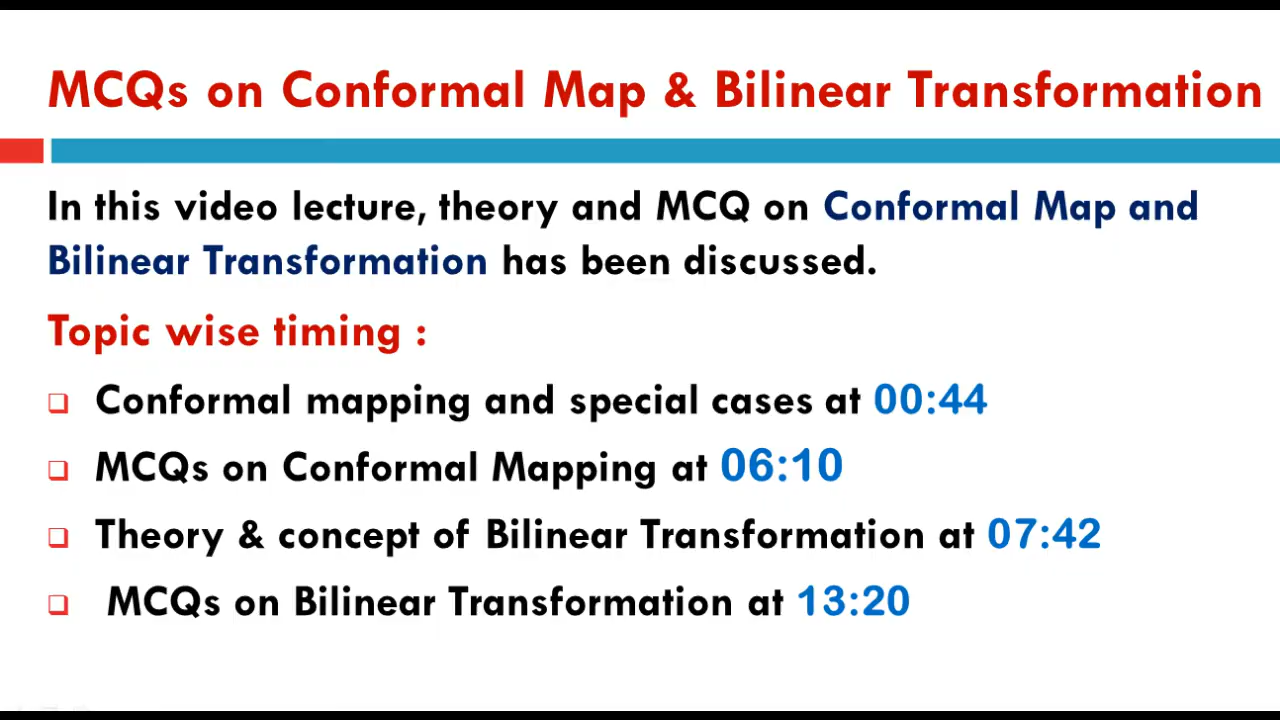 MCQs on Conformal Map & Bilinear Transformation
In this video lecture, theory and MCQ on Conformal Map and
Bilinear Transformation has been discussed.
Topic wise timing :
Conformal mapping and special cases at 00:44
MCQs on Conformal Mapping at 06:10
Theory & concept of Bilinear Transformation at 07:42
MCQs on Bilinear Transformation at 13:20